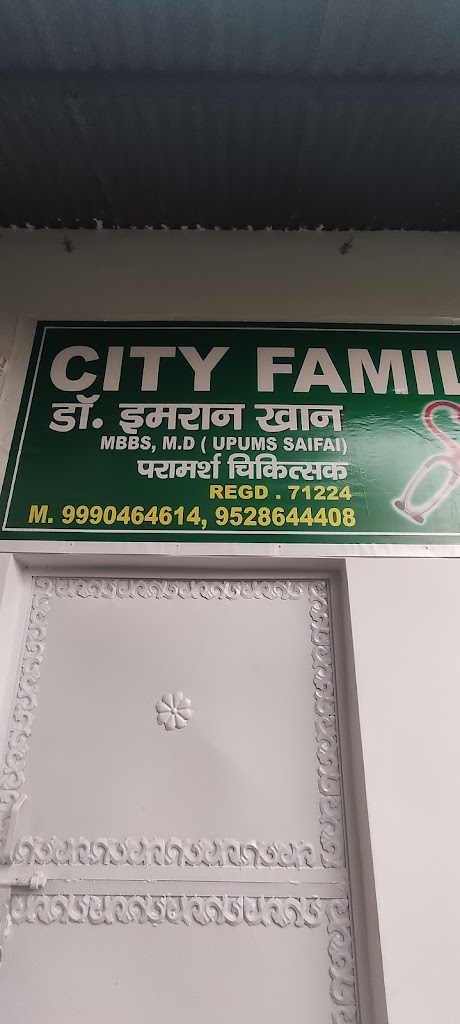 CITY FAMIL
डॉ. इमरान खान
MBBS, M.D ( UPUMS SAIFAI)
परामर्श चिकित्सक
REGD . 71224
M. 9990464614, 9528644408